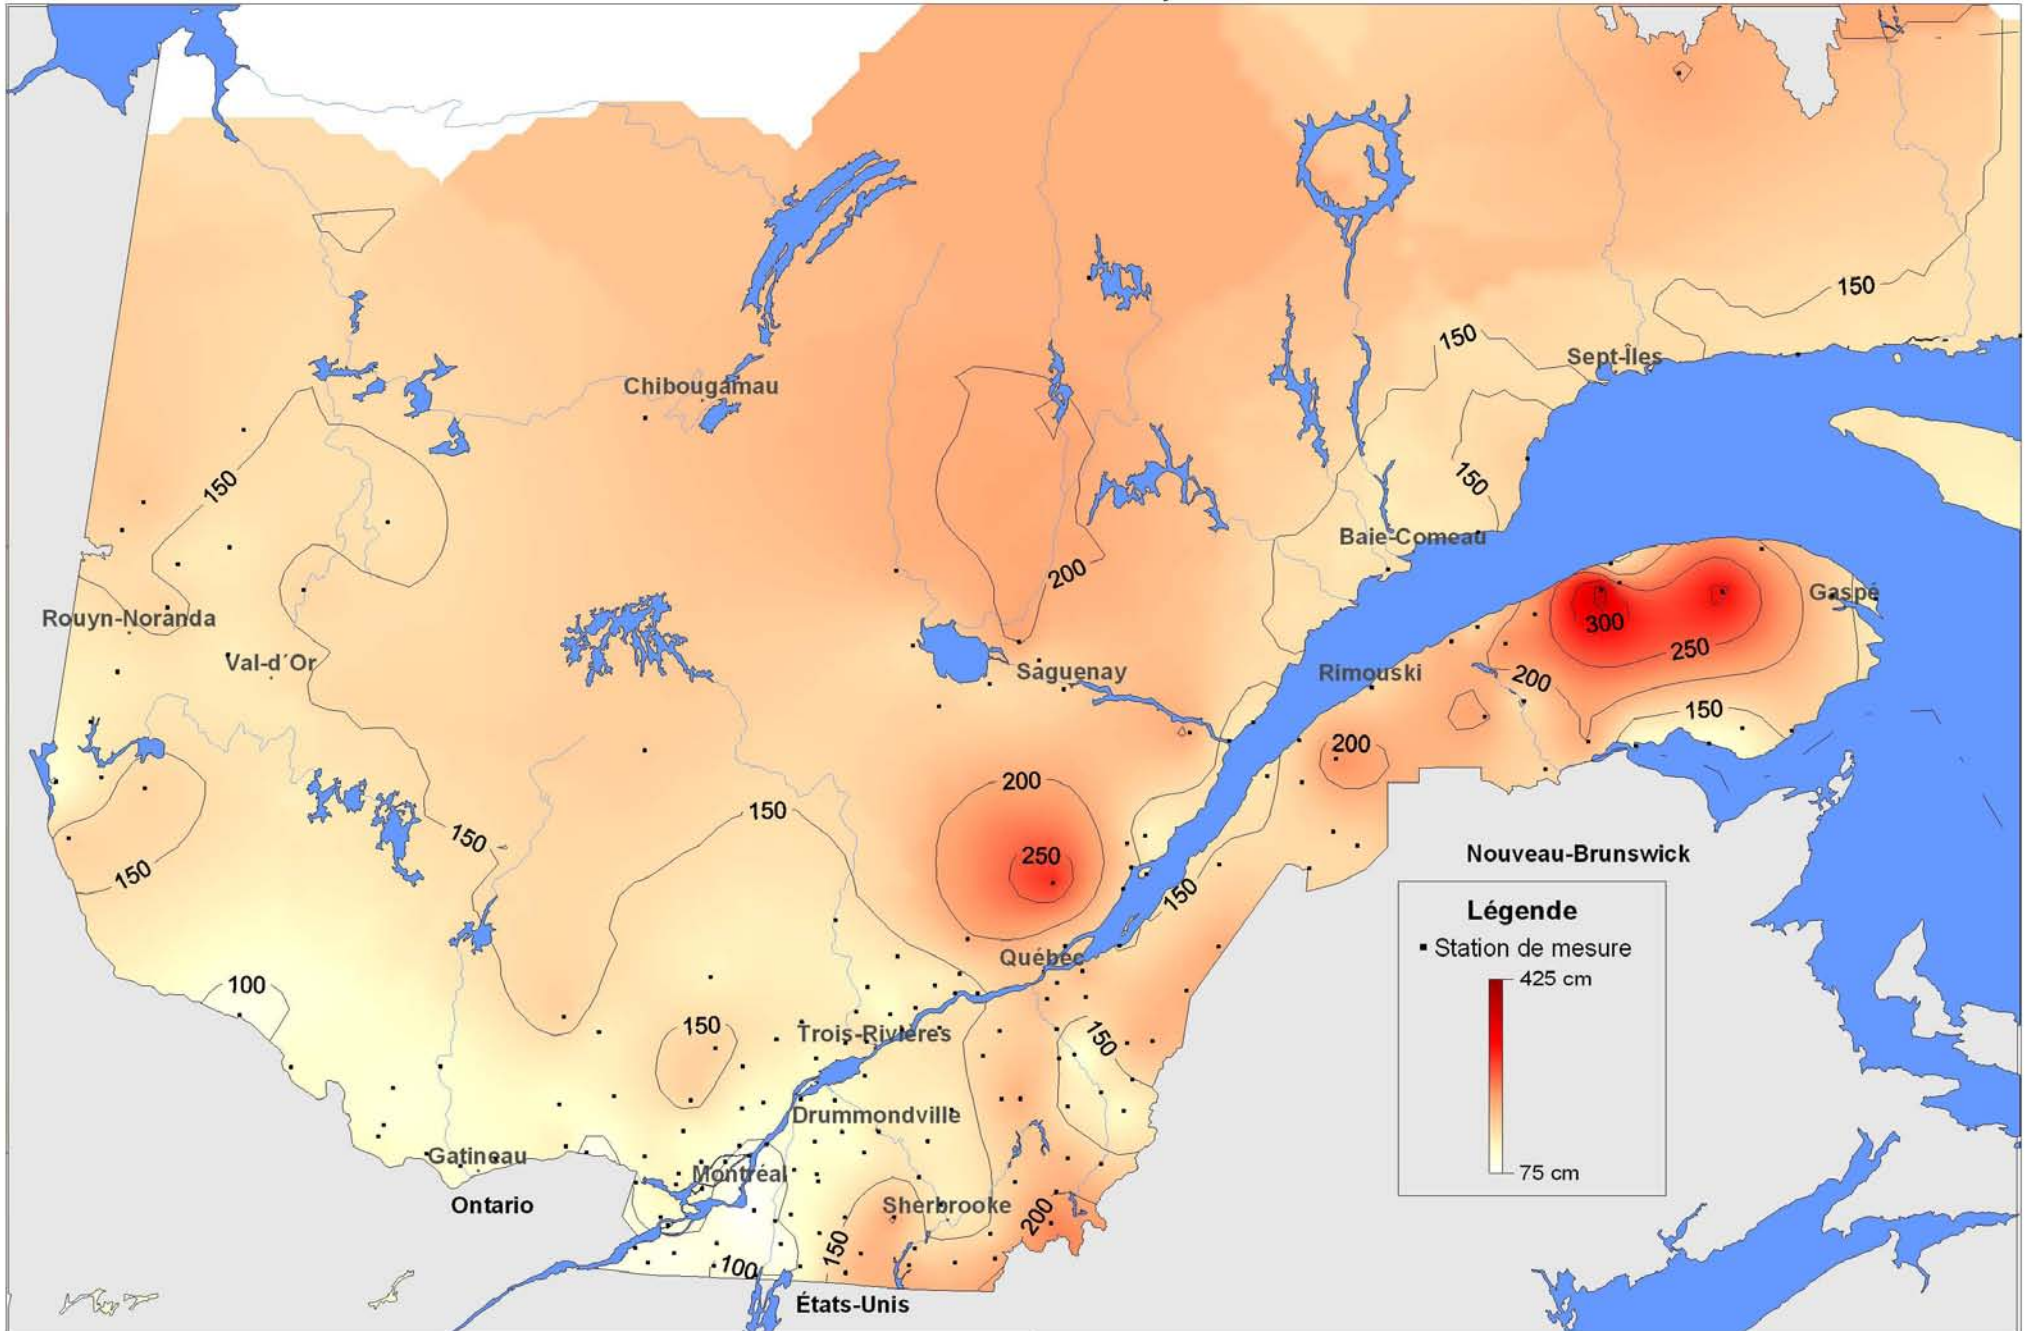 150
150
Sept-Îles
Chibougamau
150
150
Baie-Comeau
200
Gaspé
Rouyn-Noranda
300
250
Val-d´Or
Saguenay
Rimouski
200
150
200
200
150
150
250
Nouveau-Brunswick
150
150
Légende
Station de mesure
425 cm
75 cm
Québec
100
150
Trois-Rivières
150
Drummondville
Gatineau
Montréal
Ontario
Sherbrooke
200
150
100
États-Unis